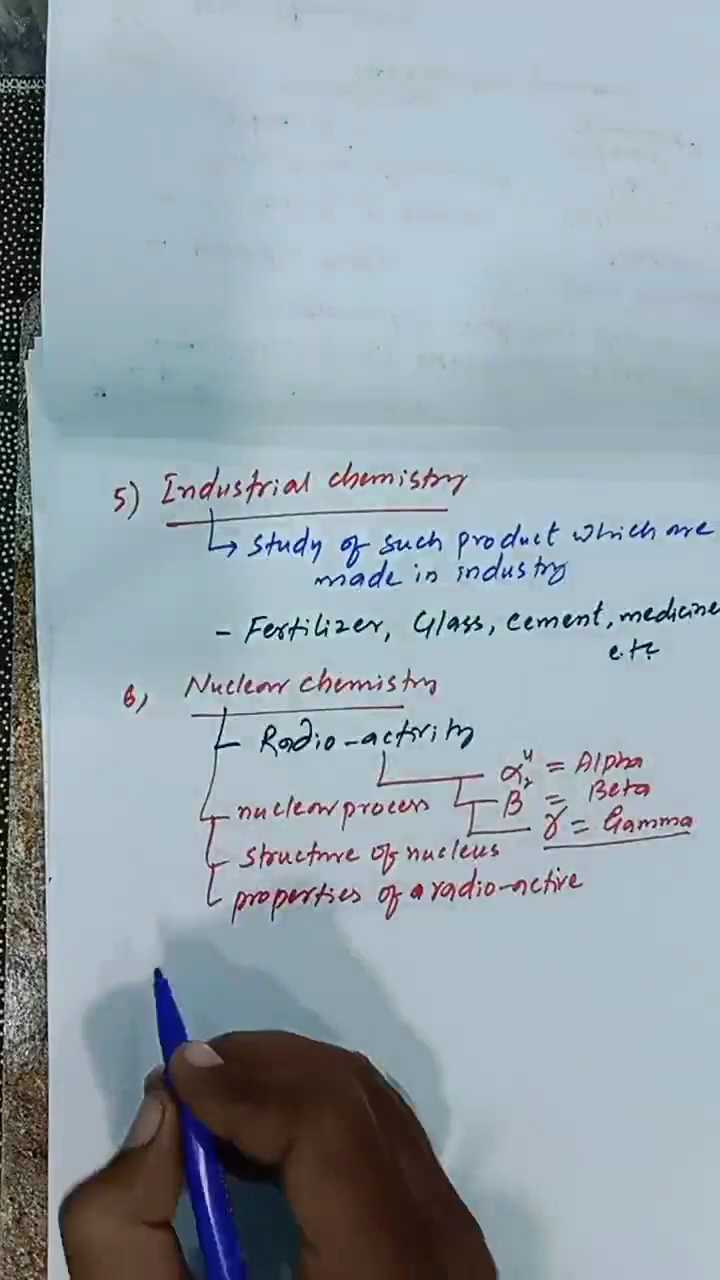 5) Industrial chemistry
↳ study of such product which are
made in industry
- Fertilizer, Glass, cement, medicine
etc
6) Nuclear chemistry
Radio-activity
α⁴₂ = Alpha
nuclear process
B = Beta
γ = Gamma
structure of nucleus
properties of a radio-active